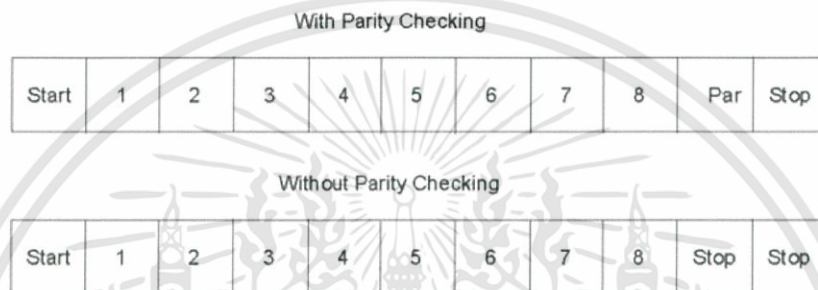 With Parity Checking
Start 1 2 3 4 5 6 7 8 Par Stop
Without Parity Checking
Start 1 2 3 4 5 6 7 8 Stop Stop